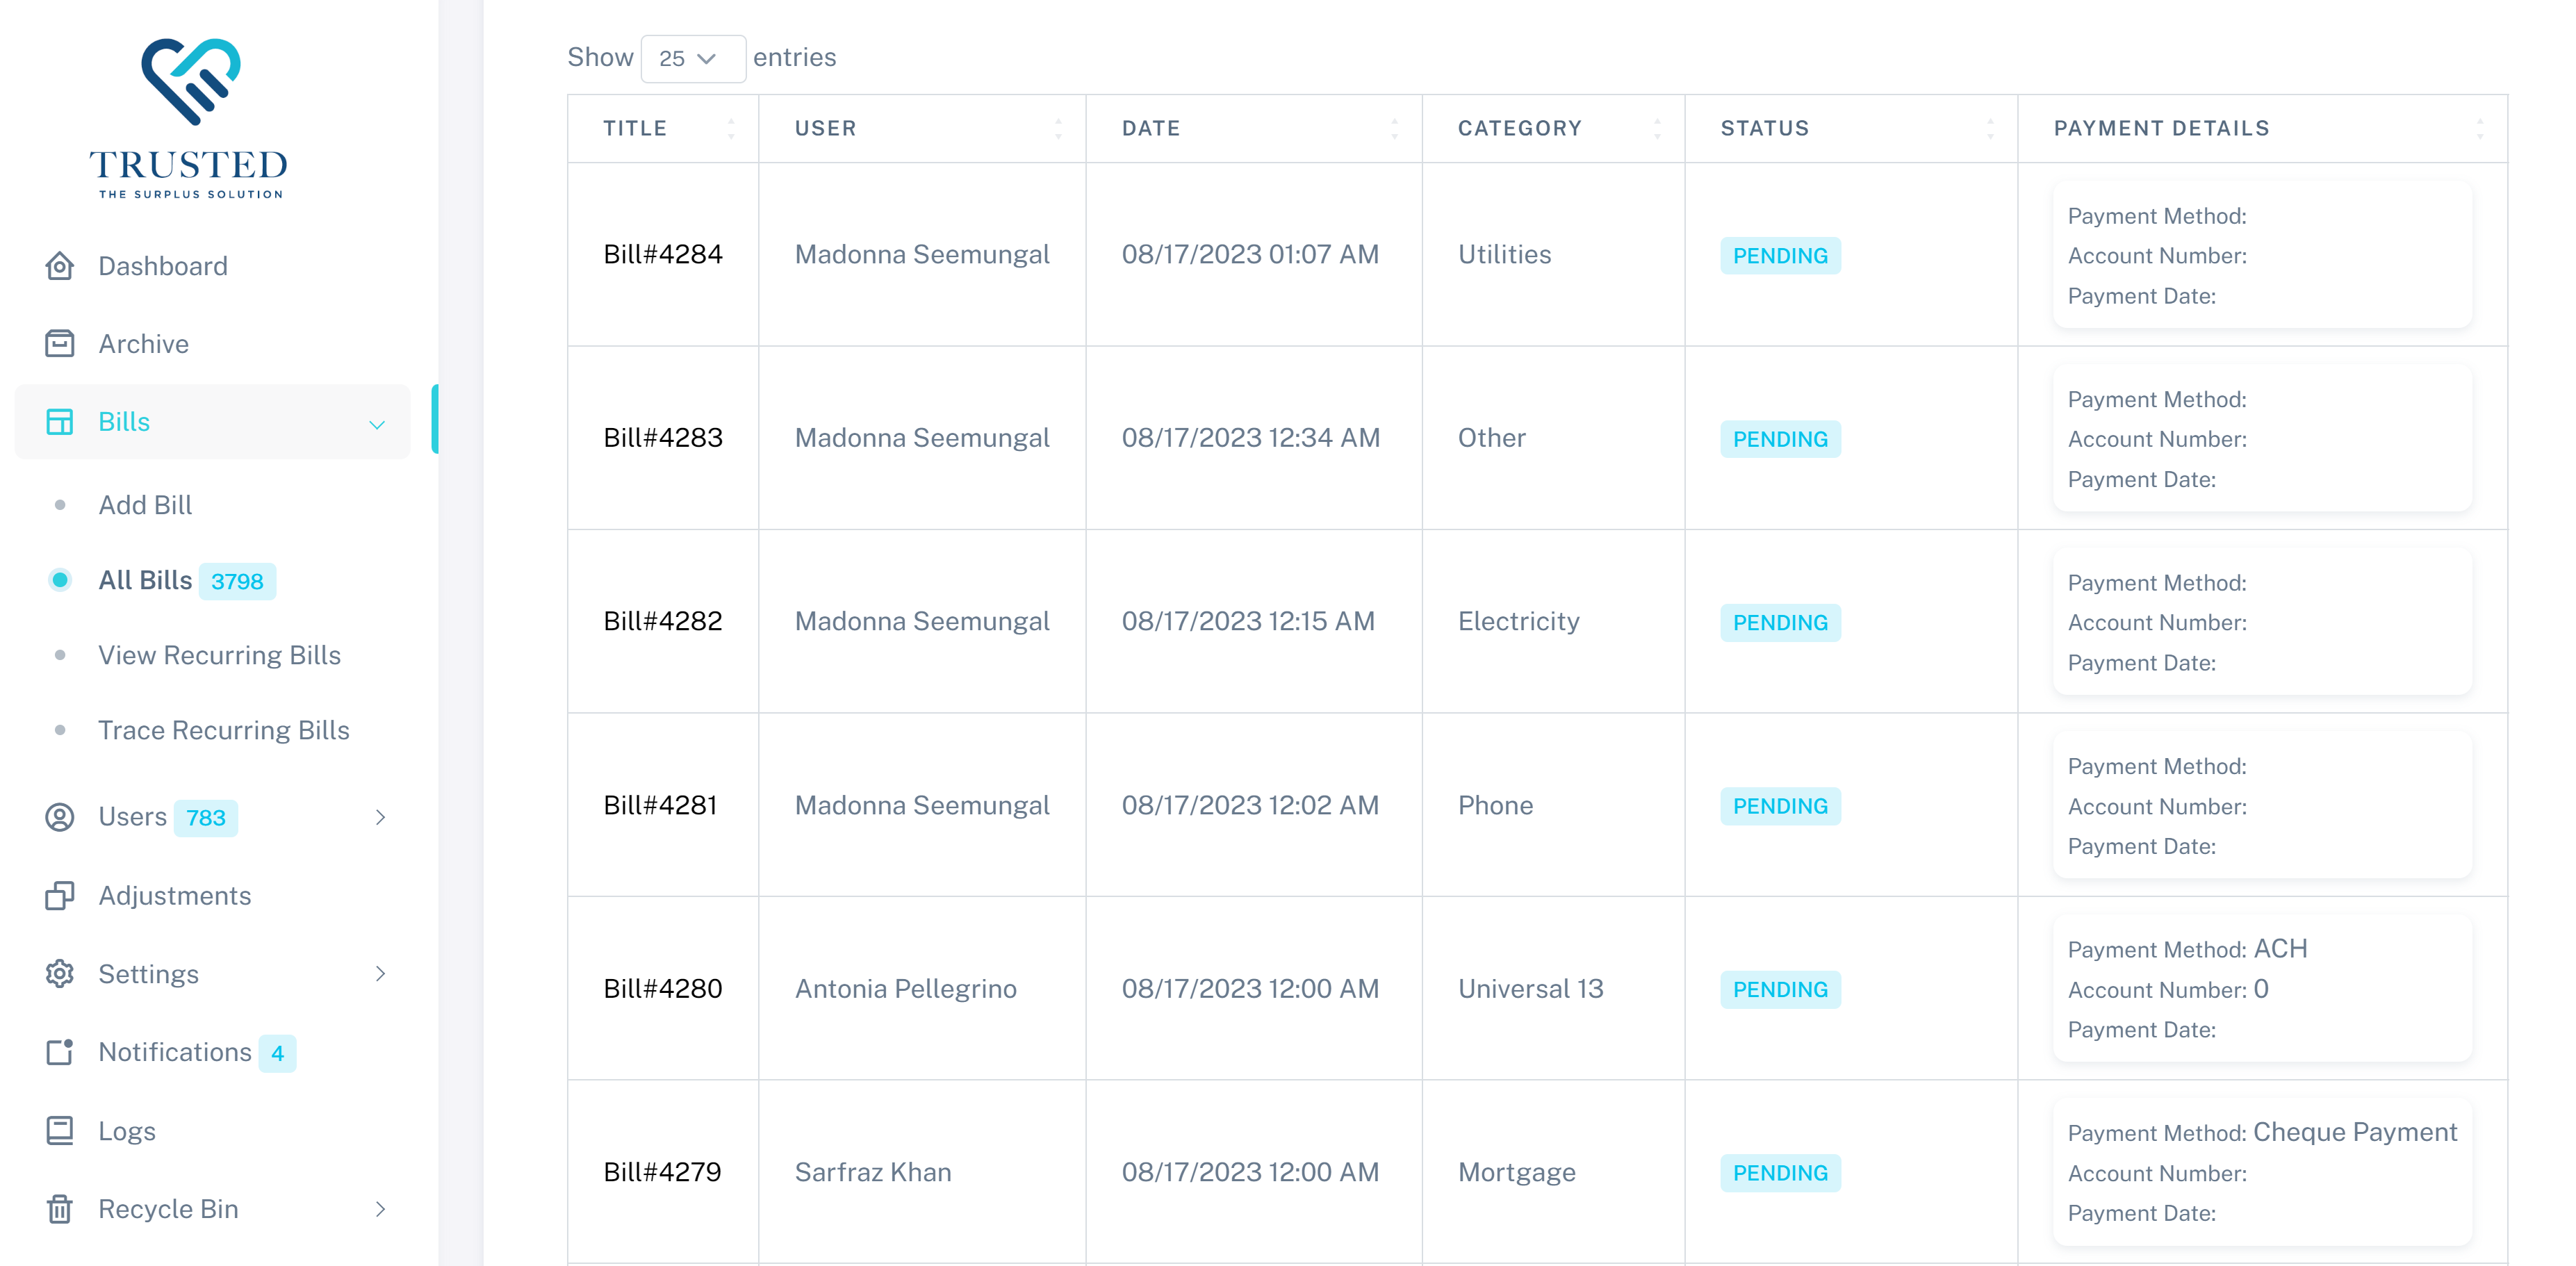 TRUSTED
THE SURPLUS SOLUTION
Dashboard
Archive
Bills
Add Bill
All Bills 3798
View Recurring Bills
Trace Recurring Bills
Users 783
Adjustments
Settings
Notifications 4
Logs
Recycle Bin
Show 25 entries
TITLE USER DATE CATEGORY STATUS PAYMENT DETAILS
Bill#4284 Madonna Seemungal 08/17/2023 01:07 AM Utilities PENDING
Payment Method:
Account Number:
Payment Date:
Bill#4283 Madonna Seemungal 08/17/2023 12:34 AM Other PENDING
Payment Method:
Account Number:
Payment Date:
Bill#4282 Madonna Seemungal 08/17/2023 12:15 AM Electricity PENDING
Payment Method:
Account Number:
Payment Date:
Bill#4281 Madonna Seemungal 08/17/2023 12:02 AM Phone PENDING
Payment Method:
Account Number:
Payment Date:
Bill#4280 Antonia Pellegrino 08/17/2023 12:00 AM Universal 13 PENDING
Payment Method: ACH
Account Number: 0
Payment Date:
Bill#4279 Sarfraz Khan 08/17/2023 12:00 AM Mortgage PENDING
Payment Method: Cheque Payment
Account Number:
Payment Date: